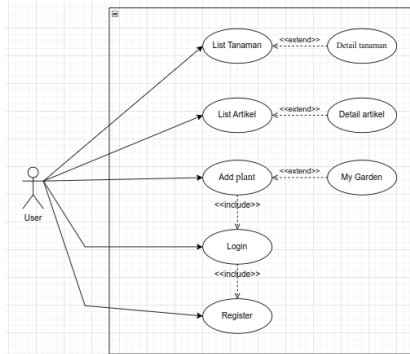 List Tanaman
<<extend>>
Detail tanaman
List Artikel
<<extend>>
Detail artikel
Add plant
<<extend>>
My Garden
<<include>>
User
Login
<<include>>
Register